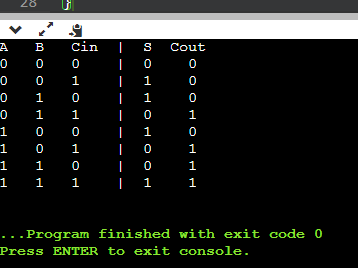 28 }
A B Cin | S Cout
0 0 0 | 0 0
0 0 1 | 1 0
0 1 0 | 1 0
0 1 1 | 0 1
1 0 0 | 1 0
1 0 1 | 0 1
1 1 0 | 0 1
1 1 1 | 1 1
...Program finished with exit code 0
Press ENTER to exit console.